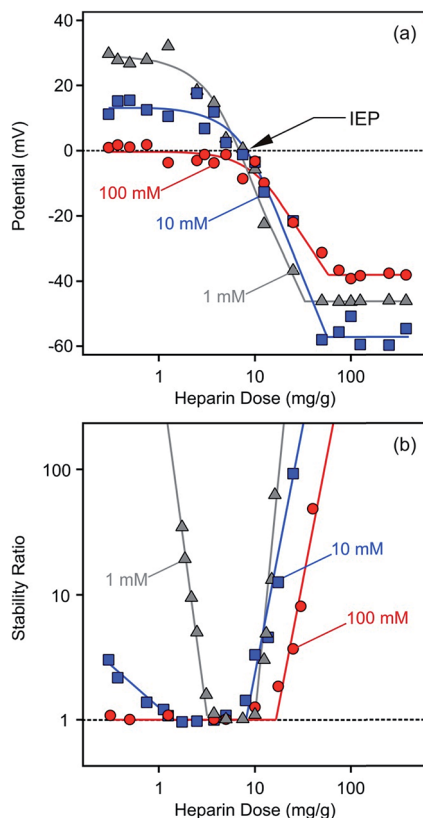 (a)
40
20
0
-20
-40
-60
Potential (mV)
IEP
100 mM
10 mM
1 mM
1
10
100
Heparin Dose (mg/g)
(b)
100
10
1
Stability Ratio
1 mM
10 mM
100 mM
1
10
100
Heparin Dose (mg/g)